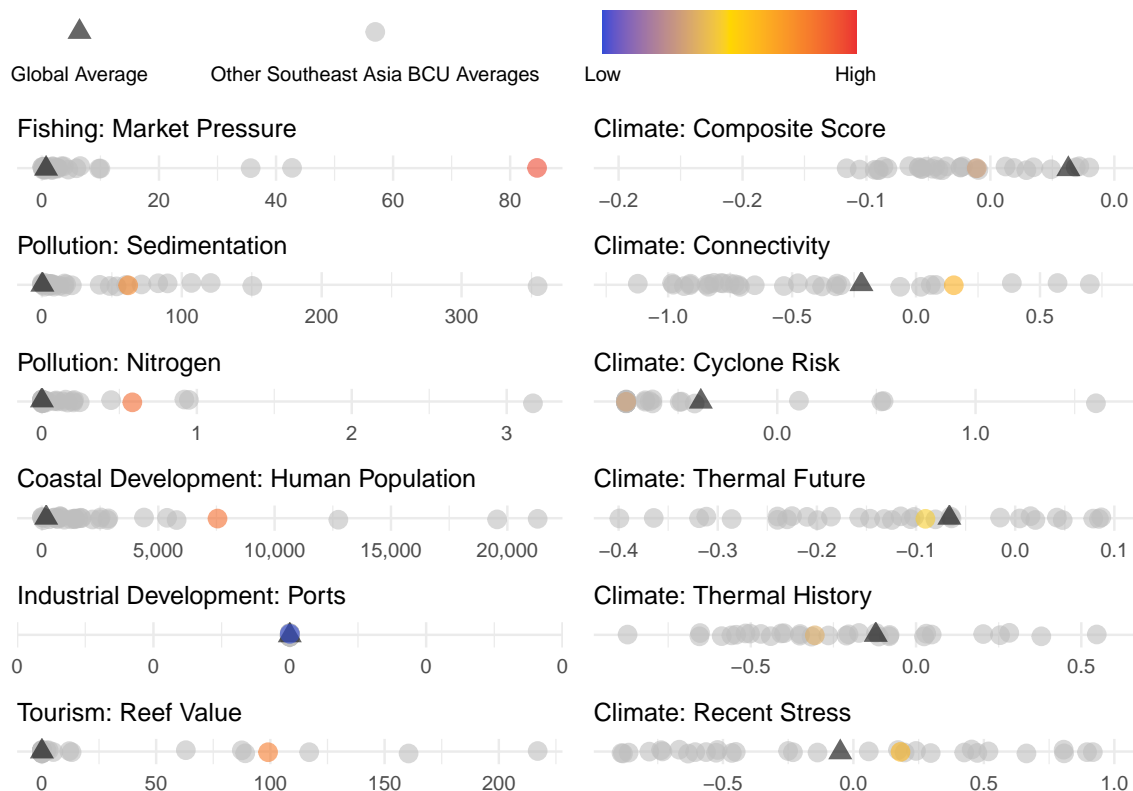 Global Average
Other Southeast Asia BCU Averages
Low
High
Fishing: Market Pressure
0 20 40 60 80
Pollution: Sedimentation
0 100 200 300
Pollution: Nitrogen
0 1 2 3
Coastal Development: Human Population
0 5,000 10,000 15,000 20,000
Industrial Development: Ports
0 0 0 0 0
Tourism: Reef Value
0 50 100 150 200
Climate: Composite Score
−0.2 −0.2 −0.1 0.0 0.0
Climate: Connectivity
−1.0 −0.5 0.0 0.5
Climate: Cyclone Risk
0.0 1.0
Climate: Thermal Future
−0.4 −0.3 −0.2 −0.1 0.0 0.1
Climate: Thermal History
−0.5 0.0 0.5
Climate: Recent Stress
−0.5 0.0 0.5 1.0